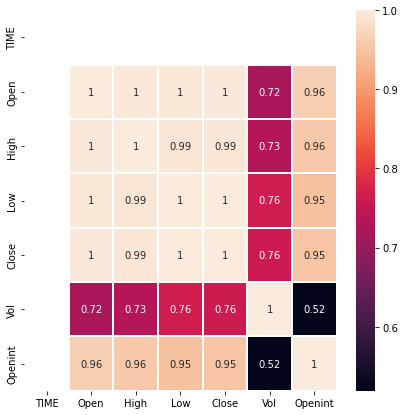 TIME
Open 1 1 1 1 0.72 0.96
High 1 1 0.99 0.99 0.73 0.96
Low 1 0.99 1 1 0.76 0.95
Close 1 0.99 1 1 0.76 0.95
Vol 0.72 0.73 0.76 0.76 1 0.52
Openint 0.96 0.96 0.95 0.95 0.52 1
TIME Open High Low Close Vol Openint
1.0
0.9
0.8
0.7
0.6